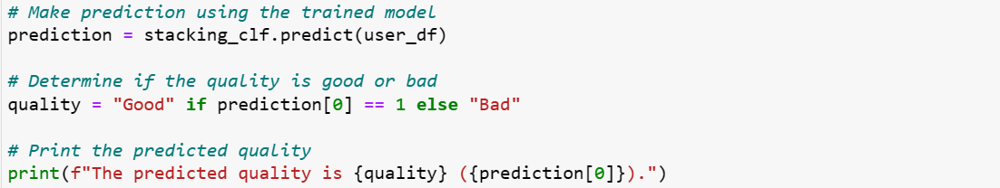 # Make prediction using the trained model
prediction = stacking_clf.predict(user_df)
# Determine if the quality is good or bad
quality = "Good" if prediction[0] == 1 else "Bad"
# Print the predicted quality
print(f"The predicted quality is {quality} ({prediction[0]}).")